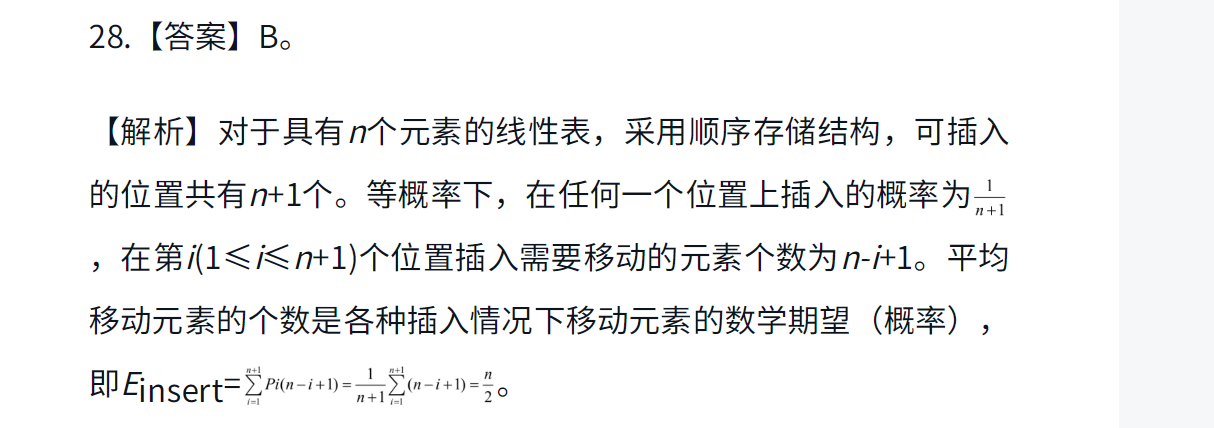 28.【答案】B。
【解析】对于具有n个元素的线性表，采用顺序存储结构，可插入
的位置共有n+1个。等概率下，在任何一个位置上插入的概率为\frac{1}{n+1}
，在第i(1≤i≤n+1)个位置插入需要移动的元素个数为n-i+1。平均
移动元素的个数是各种插入情况下移动元素的数学期望（概率），
即E_{insert}=\sum_{i=1}^{n+1}Pi(n-i+1)=\frac{1}{n+1}\sum_{i=1}^{n+1}(n-i+1)=\frac{n}{2}。